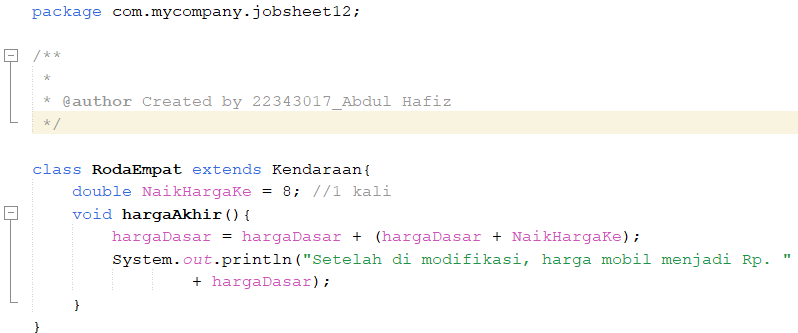 package com.mycompany.jobsheet12;
/**
*
* @author Created by 22343017_Abdul Hafiz
*/
class RodaEmpat extends Kendaraan{
double NaikHargaKe = 8; //1 kali
void hargaAkhir(){
hargaDasar = hargaDasar + (hargaDasar + NaikHargaKe);
System.out.println("Setelah di modifikasi, harga mobil menjadi Rp. "
+ hargaDasar);
}
}